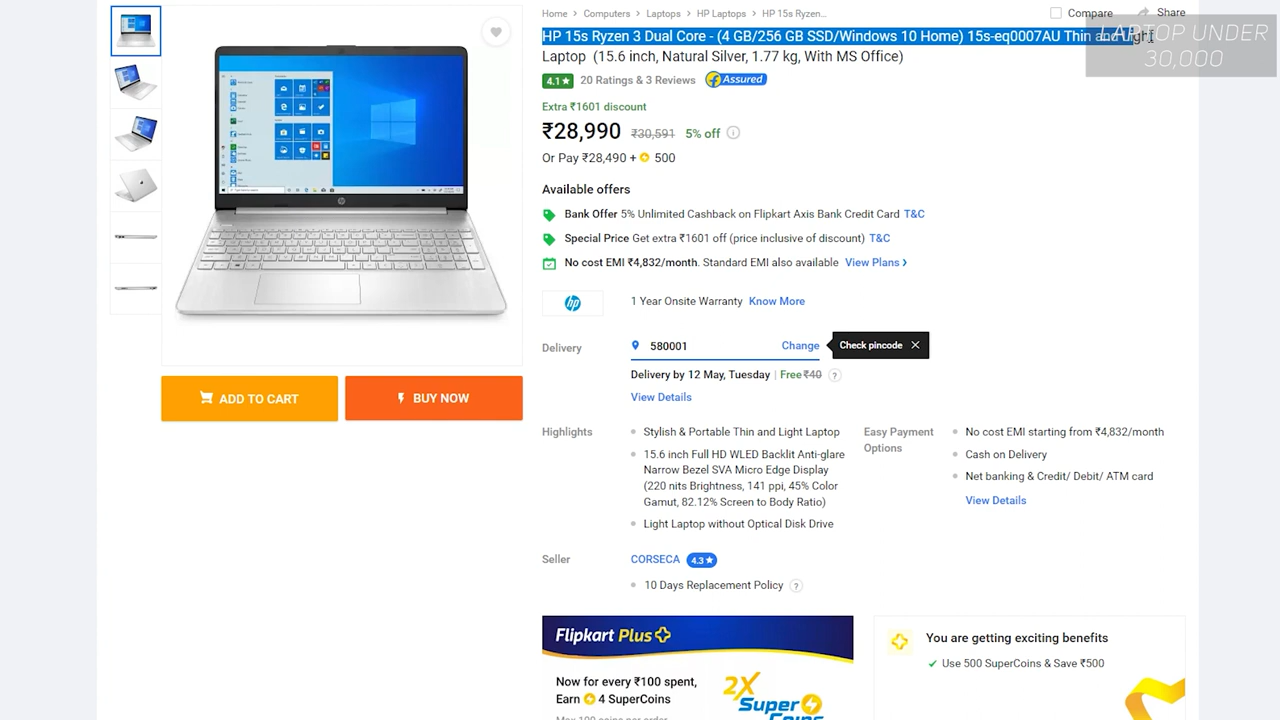 Home > Computers > Laptops > HP Laptops > HP 15s Ryzen...
Compare
Share
LAPTOP UNDER
30,000
HP 15s Ryzen 3 Dual Core - (4 GB/256 GB SSD/Windows 10 Home) 15s-eq0007AU Thin and Light
Laptop (15.6 inch, Natural Silver, 1.77 kg, With MS Office)
4.1★ 20 Ratings & 3 Reviews Assured
Extra ₹1601 discount
₹28,990 ₹30,591 5% off
Or Pay ₹28,490 + 500
Available offers
Bank Offer 5% Unlimited Cashback on Flipkart Axis Bank Credit Card T&C
Special Price Get extra ₹1601 off (price inclusive of discount) T&C
No cost EMI ₹4,832/month. Standard EMI also available View Plans >
hp
1 Year Onsite Warranty Know More
Delivery
580001
Change
Check pincode ✕
Delivery by 12 May, Tuesday | Free ₹40 ?
View Details
Highlights
Stylish & Portable Thin and Light Laptop
15.6 inch Full HD WLED Backlit Anti-glare
Narrow Bezel SVA Micro Edge Display
(220 nits Brightness, 141 ppi, 45% Color
Gamut, 82.12% Screen to Body Ratio)
Light Laptop without Optical Disk Drive
Easy Payment
Options
No cost EMI starting from ₹4,832/month
Cash on Delivery
Net banking & Credit/ Debit/ ATM card
View Details
ADD TO CART
BUY NOW
Seller
CORSECA 4.3★
10 Days Replacement Policy ?
Flipkart Plus
Now for every ₹100 spent,
Earn 4 SuperCoins
2X
Super
Coins
You are getting exciting benefits
Use 500 SuperCoins & Save ₹500